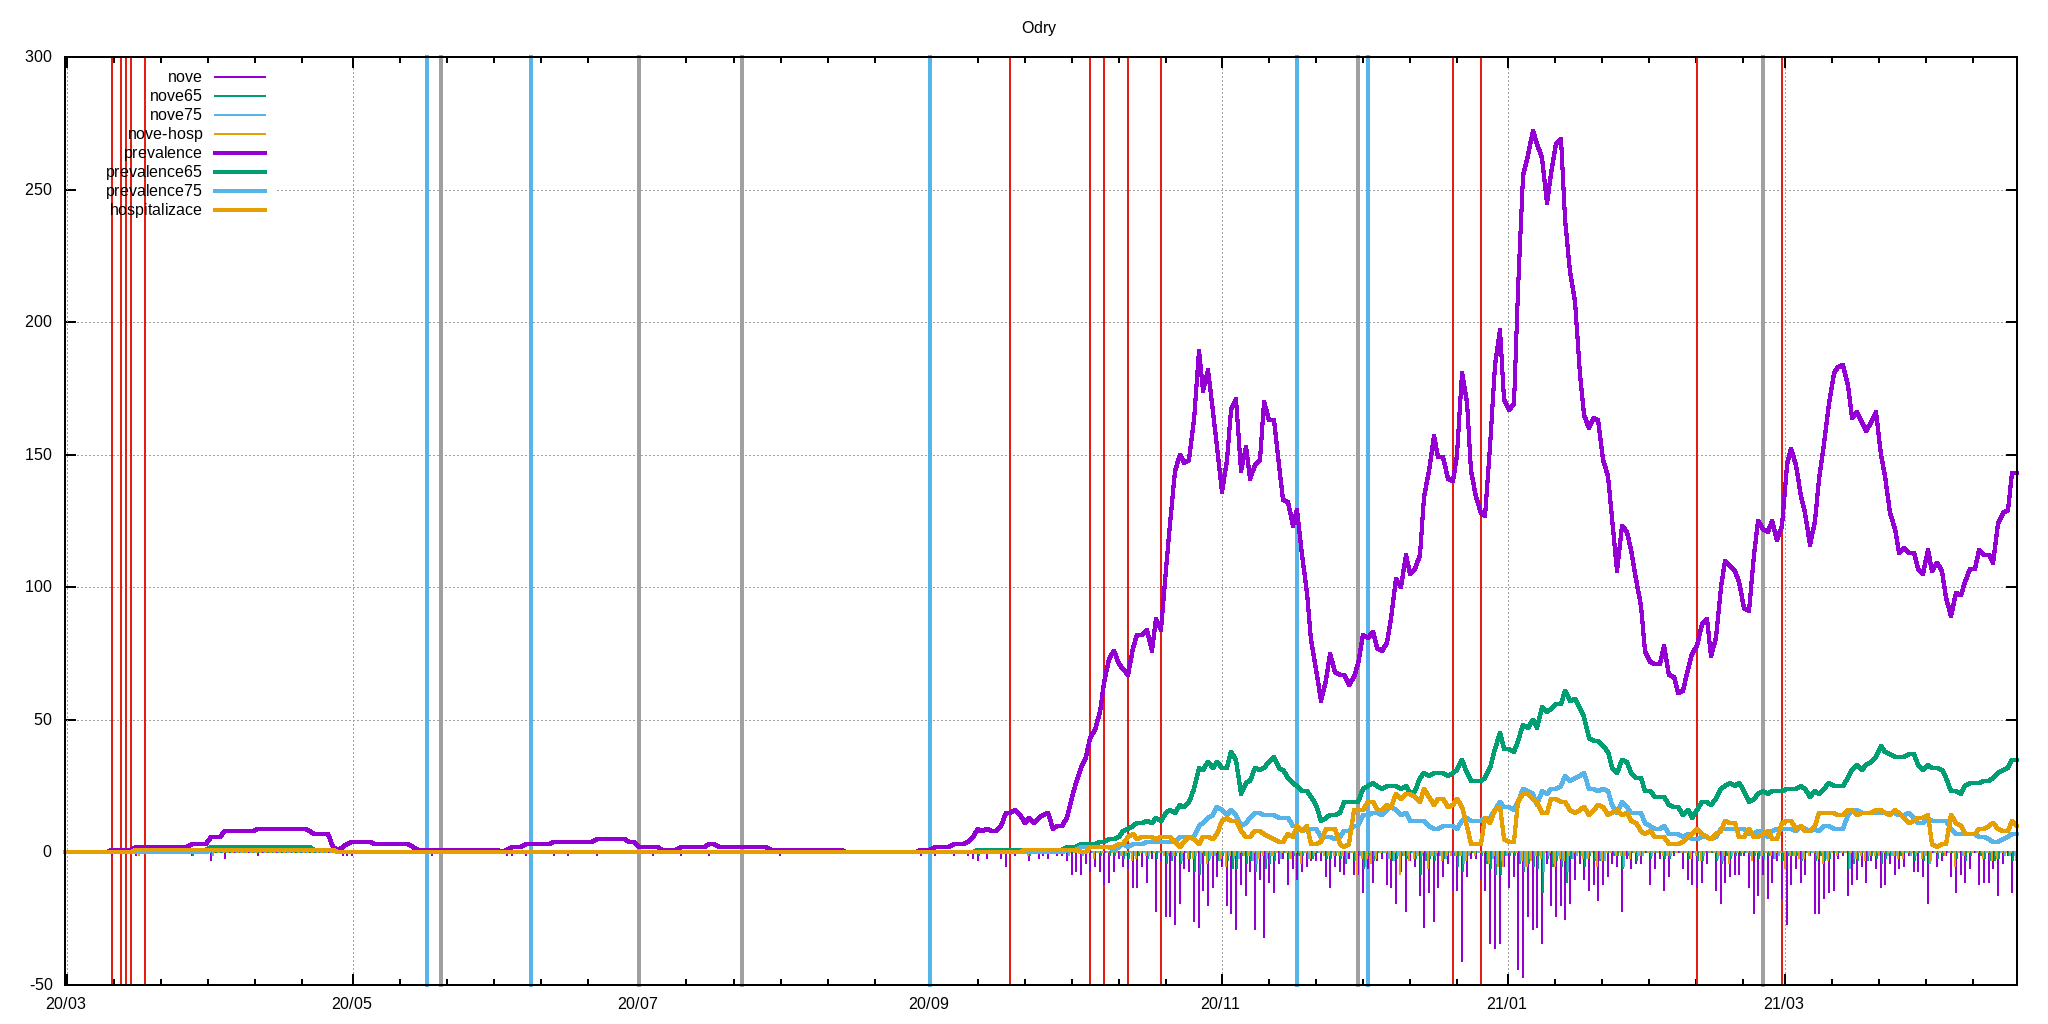 Odry
300
nove
nove65
nove75
nove-hosp
prevalence
prevalence65
prevalence75
hospitalizace
250
200
150
100
50
0
-50
20/03 20/05 20/07 20/09 20/11 21/01 21/03